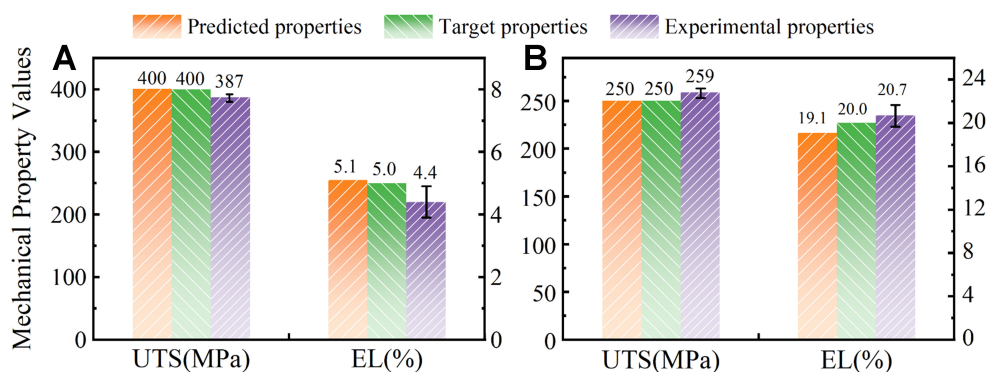 Predicted properties Target properties Experimental properties
A
B
Mechanical Property Values
400
300
200
100
0
400 400 387
5.1 5.0 4.4
8
6
4
2
0
UTS(MPa) EL(%)
250
200
150
100
50
0
250 250 259
19.1 20.0 20.7
24
20
16
12
8
4
0
UTS(MPa) EL(%)